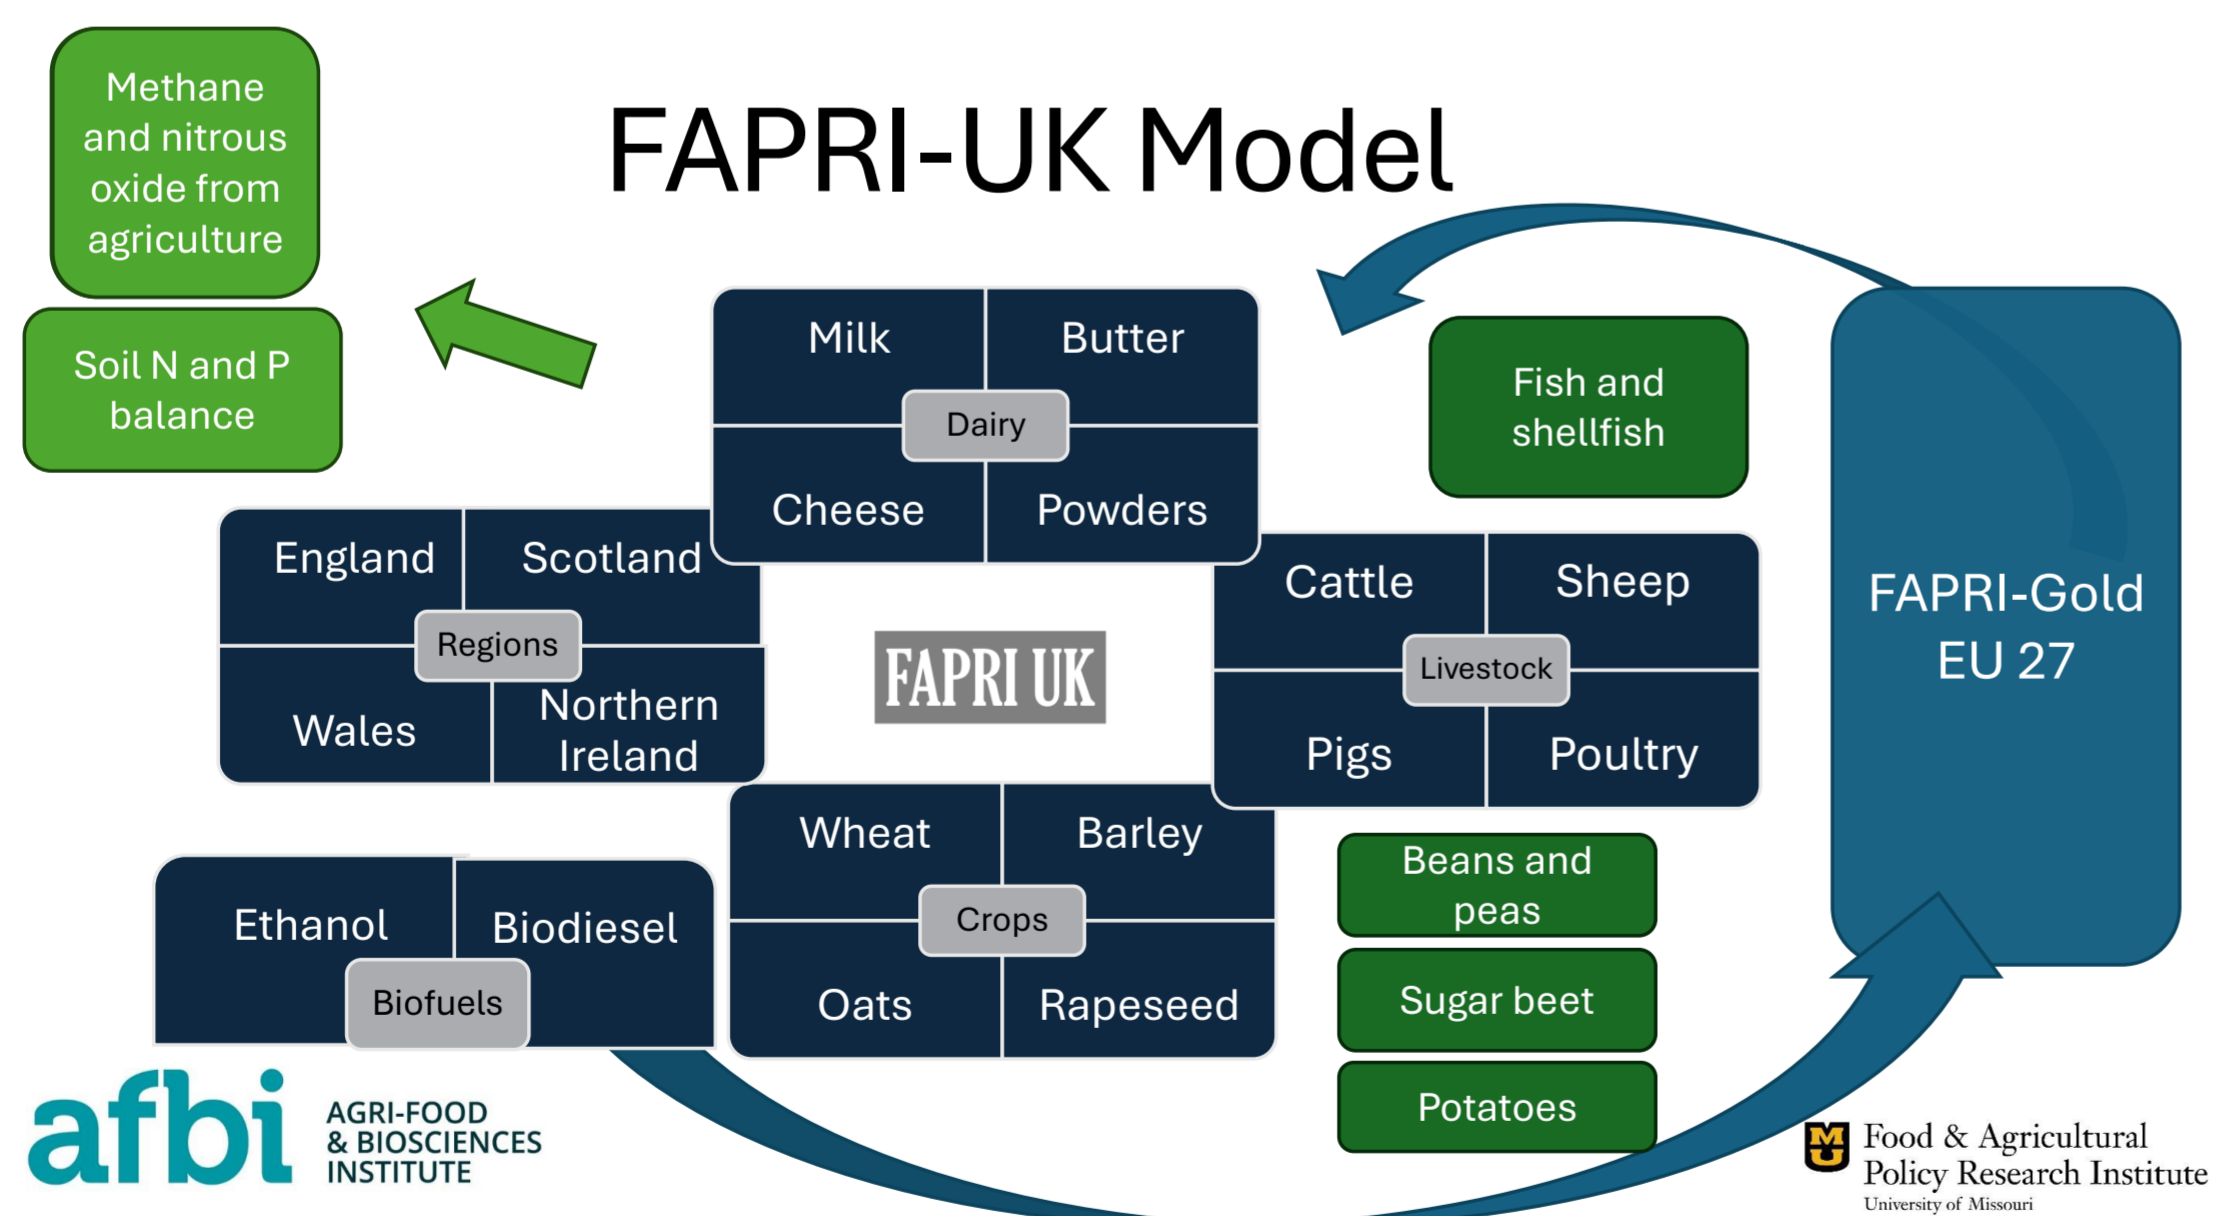 Methane
and nitrous
oxide from
agriculture
Soil N and P
balance
FAPRI-UK Model
Milk
Butter
Dairy
Cheese
Powders
Fish and
shellfish
England
Scotland
Regions
Wales
Northern
Ireland
FAPRI UK
Cattle
Sheep
Livestock
Pigs
Poultry
FAPRI-Gold
EU 27
Ethanol
Biodiesel
Biofuels
Wheat
Barley
Crops
Oats
Rapeseed
Beans and
peas
Sugar beet
Potatoes
afbi
AGRI-FOOD
& BIOSCIENCES
INSTITUTE
MU
Food & Agricultural
Policy Research Institute
University of Missouri